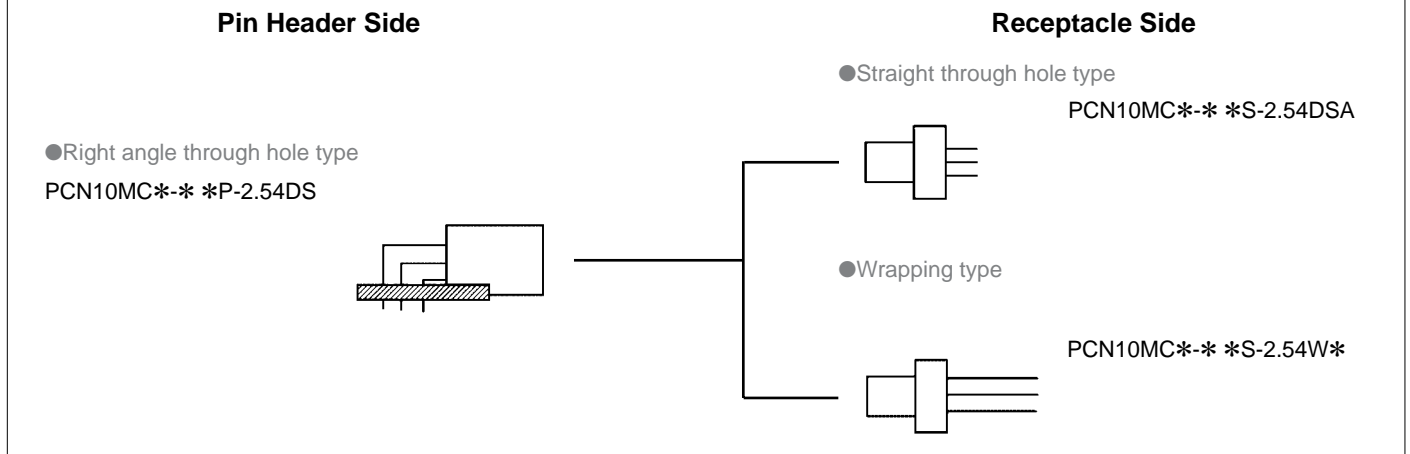 Pin Header Side
●Right angle through hole type
PCN10MC✻-✻ ✻P-2.54DS
Receptacle Side
●Straight through hole type
PCN10MC✻-✻ ✻S-2.54DSA
●Wrapping type
PCN10MC✻-✻ ✻S-2.54W✻